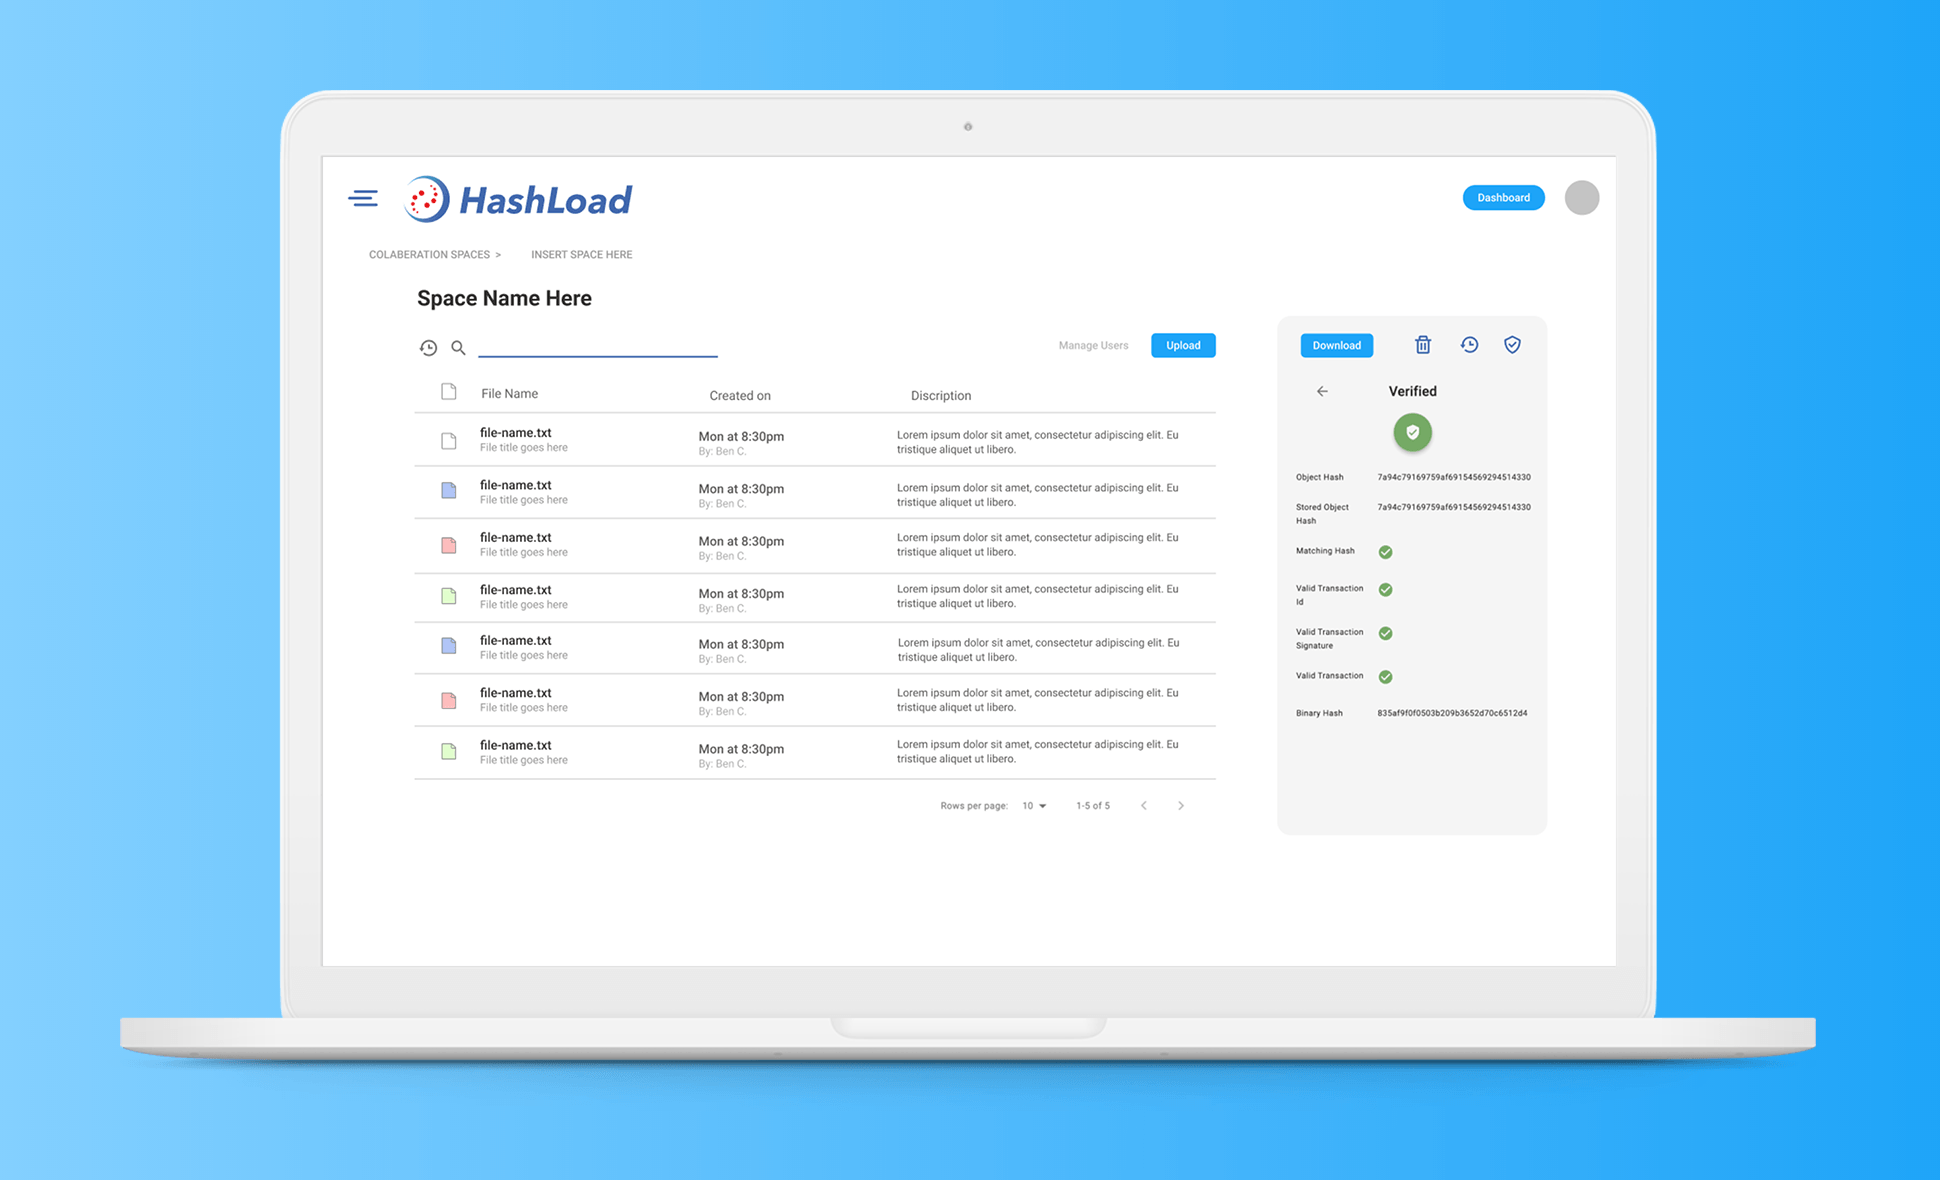 HashLoad
Dashboard
COLABERATION SPACES > INSERT SPACE HERE
Space Name Here
Manage Users Upload
File Name Created on Discription
file-name.txt Mon at 8:30pm Lorem ipsum dolor sit amet, consectetur adipiscing elit. Eu
File title goes here By: Ben C. tristique aliquet ut libero.
file-name.txt Mon at 8:30pm Lorem ipsum dolor sit amet, consectetur adipiscing elit. Eu
File title goes here By: Ben C. tristique aliquet ut libero.
file-name.txt Mon at 8:30pm Lorem ipsum dolor sit amet, consectetur adipiscing elit. Eu
File title goes here By: Ben C. tristique aliquet ut libero.
file-name.txt Mon at 8:30pm Lorem ipsum dolor sit amet, consectetur adipiscing elit. Eu
File title goes here By: Ben C. tristique aliquet ut libero.
file-name.txt Mon at 8:30pm Lorem ipsum dolor sit amet, consectetur adipiscing elit. Eu
File title goes here By: Ben C. tristique aliquet ut libero.
file-name.txt Mon at 8:30pm Lorem ipsum dolor sit amet, consectetur adipiscing elit. Eu
File title goes here By: Ben C. tristique aliquet ut libero.
file-name.txt Mon at 8:30pm Lorem ipsum dolor sit amet, consectetur adipiscing elit. Eu
File title goes here By: Ben C. tristique aliquet ut libero.
Rows per page: 10 1-5 of 5
Download
Verified
Object Hash 7a94c79169759af69154569294514330
Stored Object 7a94c79169759af69154569294514330
Hash
Matching Hash
Valid Transaction
Id
Valid Transaction
Signature
Valid Transaction
Binary Hash 835af9f0f0503b209b3652d70c6512d4